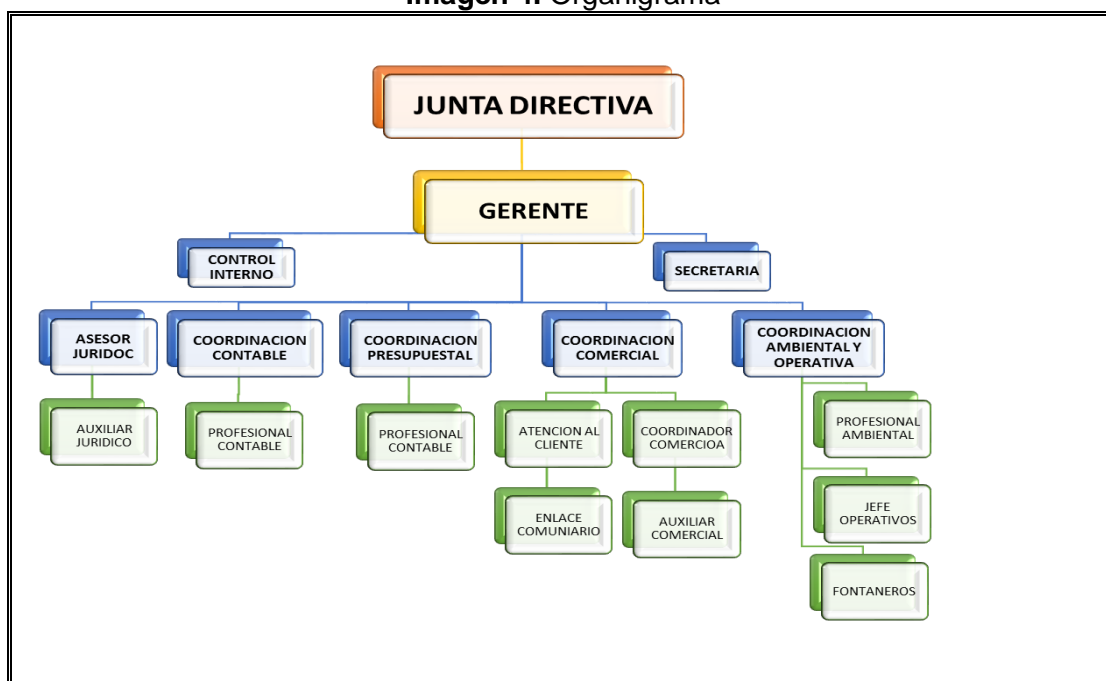 Organigrama
JUNTA DIRECTIVA
GERENTE
CONTROL
INTERNO
SECRETARIA
ASESOR
JURIDOC
COORDINACION
CONTABLE
COORDINACION
PRESUPUESTAL
COORDINACION
COMERCIAL
COORDINACION
AMBIENTAL Y
OPERATIVA
AUXILIAR
JURIDICO
PROFESIONAL
CONTABLE
PROFESIONAL
CONTABLE
ATENCION AL
CLIENTE
COORDINADOR
COMERCIOA
PROFESIONAL
AMBIENTAL
ENLACE
COMUNIARIO
AUXILIAR
COMERCIAL
JEFE
OPERATIVOS
FONTANEROS